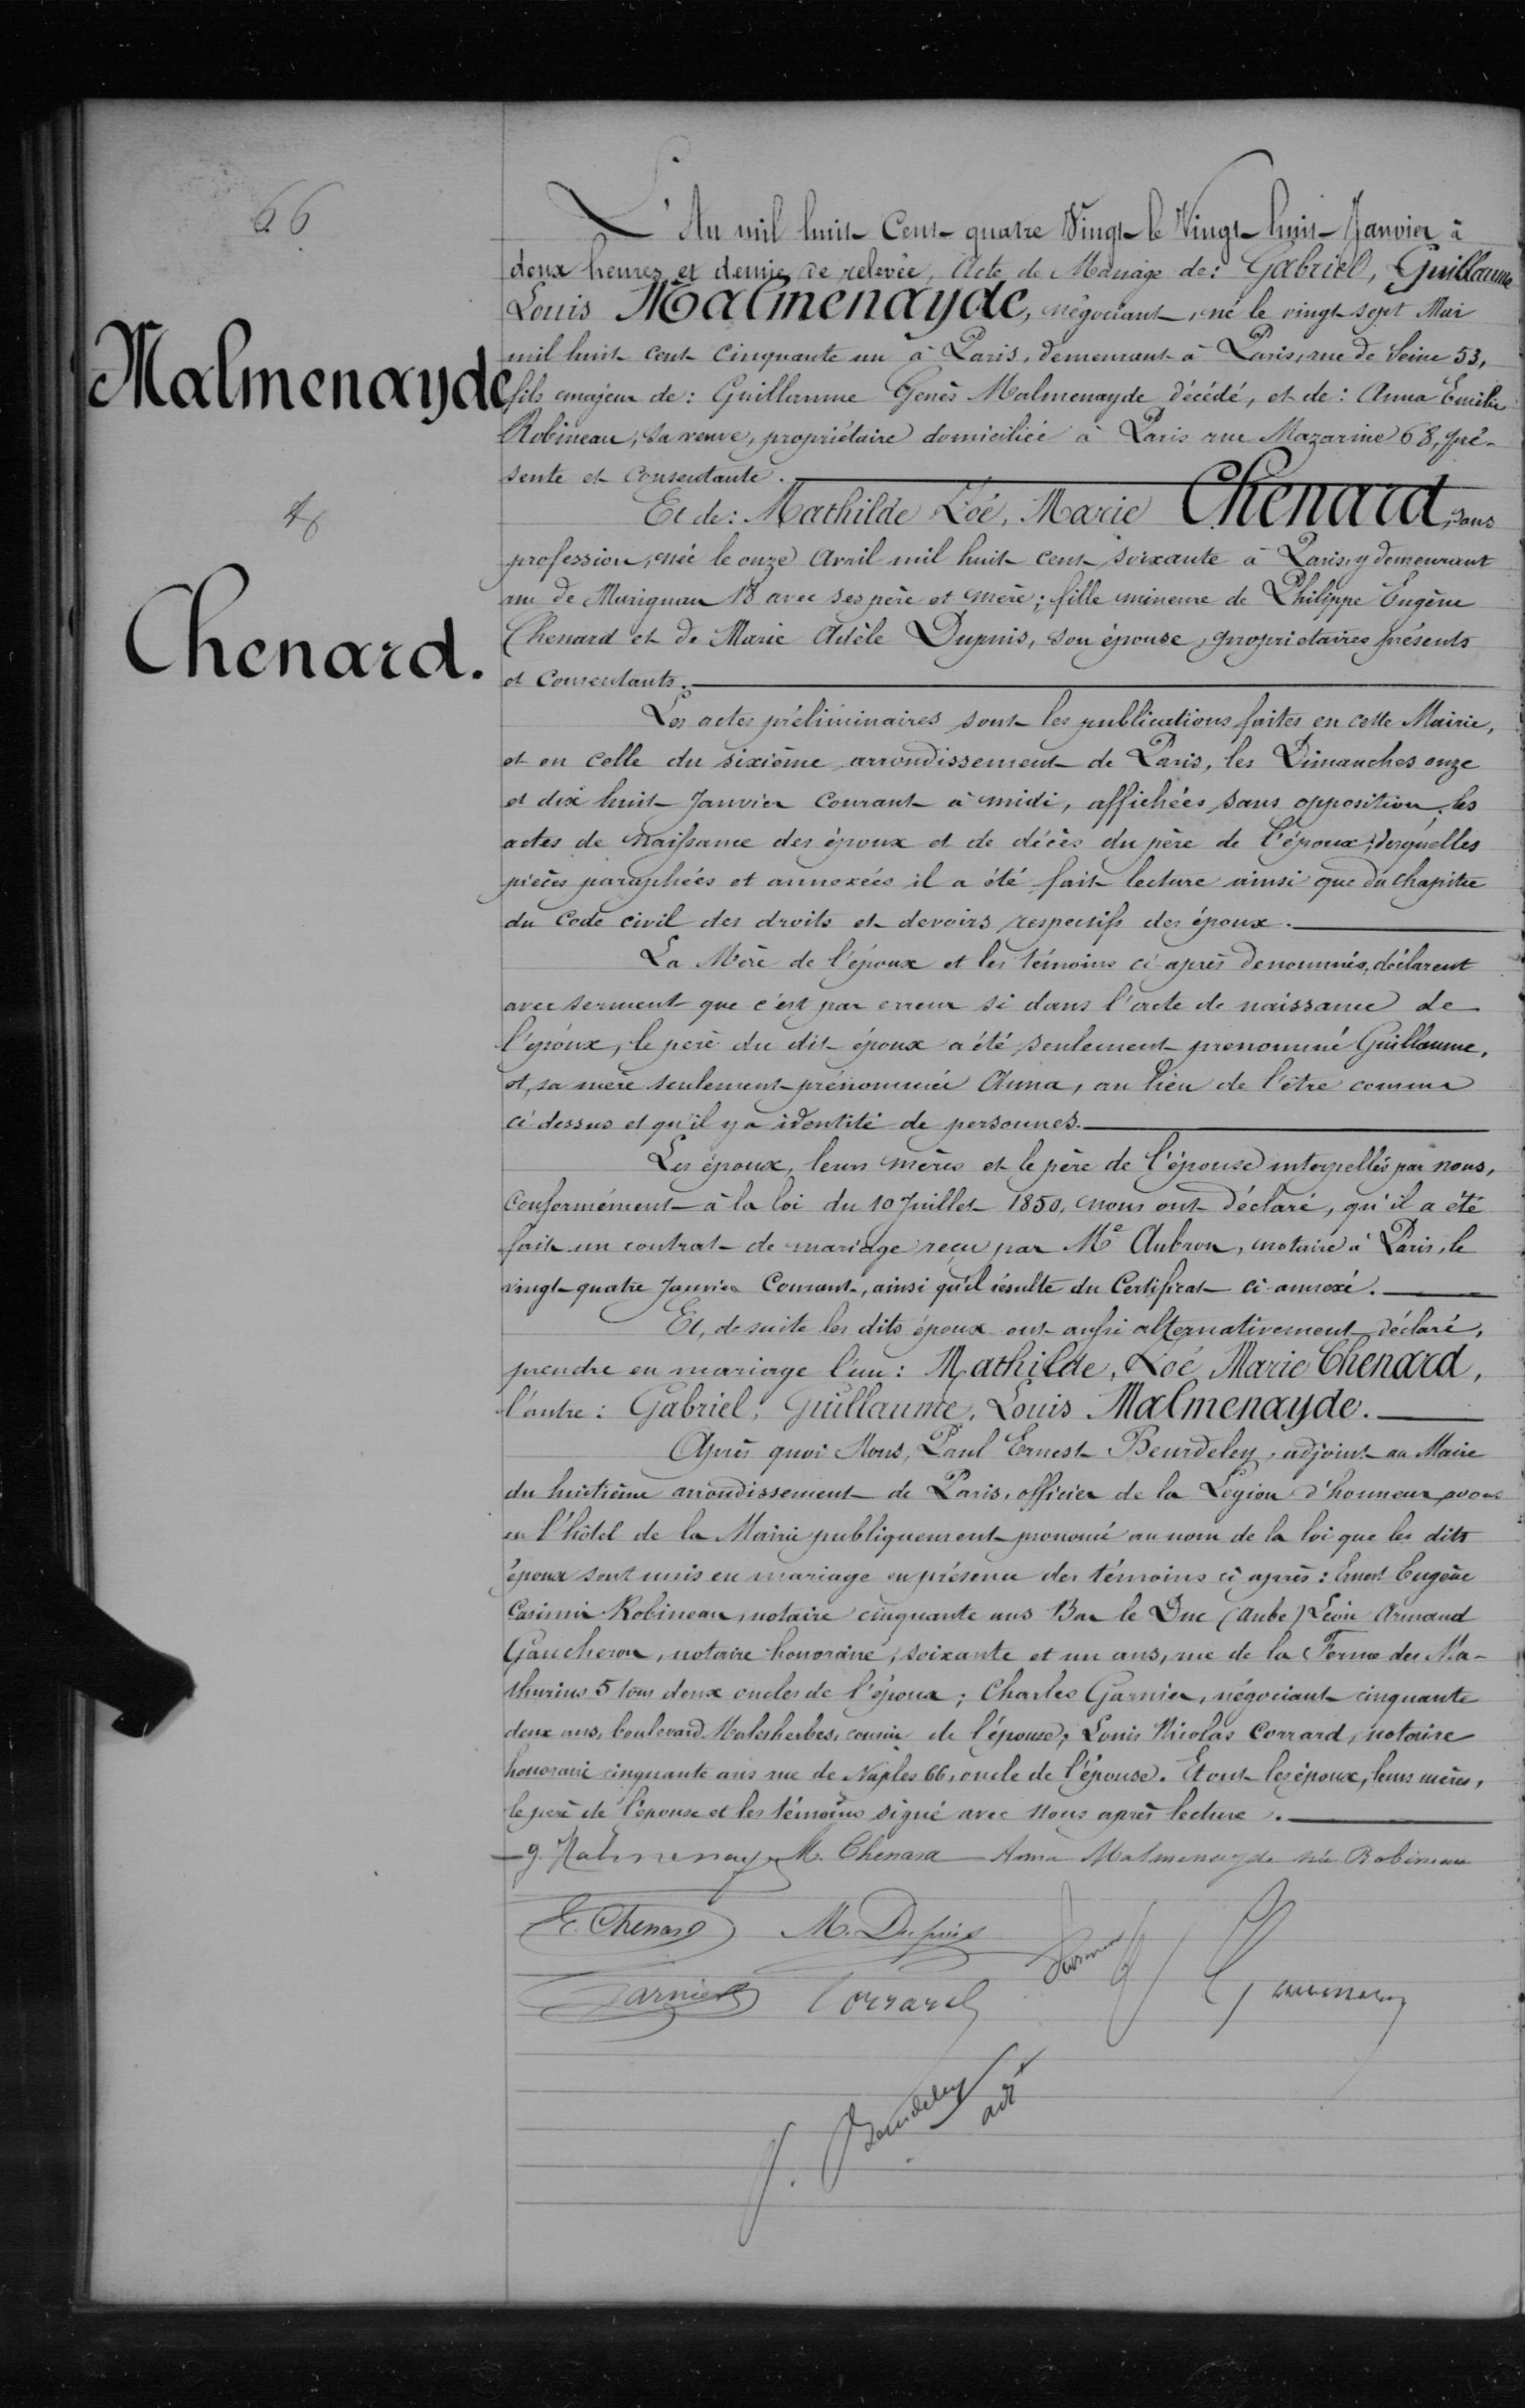 66
L'An mil huit Cent quatre Vingt le Vingt huit Janvier à
deux heures et demie de relevée, Acte de Mariage de : Gabriel, Guillaume
Louis Malmenayde, négociant, né le vingt sept Mai
mil huit cent cinquante un à Paris, demeurant à Paris, rue de Seine 53,
Malmenayde
fils majeur de : Guillaume Genès Malmenayde décédé, et de : Anna Emilie
Robineau, sa veuve, propriétaire domiciliée à Paris rue Mazarine 68, pré-
sente et consentante.
&
Et de : Mathilde Zoé, Marie Chenard, sans
profession, née le onze Avril mil huit cent soixante à Paris, y demeurant
rue de Marignan 18 avec ses père et mère ; fille mineure de Philippe Eugène
Chenard.
Chenard et de Marie Adèle Dupuis, son épouse, propriétaires présents
et consentants.
Les actes préliminaires sont les publications faites en cette Mairie,
et en celle du sixième arrondissement de Paris, les Dimanches onze
et dix huit Janvier Courant à midi, affichées sans opposition, les
actes de naissance des époux et de décès du père de l'époux, desquelles
pièces paraphées et annexées il a été fait lecture ainsi que du Chapitre
du Code civil des droits et devoirs respectifs des époux.
La Mère de l'époux et les témoins ci après dénommés, déclarent
avec serment que c'est par erreur si dans l'acte de naissance de
l'époux, le père du dit époux a été seulement prénommé Guillaume,
et, sa mère seulement prénommée Anna, au lieu de l'être comme
ci dessus et qu'il y a identité de personnes.
Les époux, leurs mères et le père de l'épouse interpellés par nous,
conformément à la loi du 10 Juillet 1850, nous ont déclaré, qu'il a été
fait un contrat de mariage reçu par Me Aubron, notaire à Paris, le
vingt quatre Janvier Courant, ainsi qu'il résulte du Certificat ci annexé.
Et, de suite les dits époux ont aussi alternativement déclaré,
prendre en mariage l'un : Mathilde, Zoé Marie Chenard,
l'autre : Gabriel, Guillaume, Louis Malmenayde.
Après quoi Nous, Paul Ernest Beurdeley, adjoint au Maire
du huitième arrondissement de Paris, officier de la Légion d'honneur avons
en l'hôtel de la Mairie publiquement prononcé au nom de la loi que les dits
époux sont unis en mariage en présence des témoins ci après : Ernest Eugène
Casimir Robineau, notaire cinquante ans Bar le Duc (Aube) Léon Armand
Gaucheron, notaire honoraire, soixante et un ans, rue de la Ferme des Ma-
thurins 5 tous deux oncles de l'époux ; Charles Garnier, négociant cinquante
deux ans, boulevard Malesherbes, cousin de l'épouse, Louis Nicolas Corrard, notaire
honoraire cinquante ans rue de Naples 66, oncle de l'épouse. Et ont les époux, leurs mères,
le père de l'épouse et les témoins signé avec Nous après lecture.
g. Malmenayde M. Chenard Anna Malmenayde née Robineau
E. Chenard M. Dupuis
Garnier Corrard Gaucheron
Beurdeley adt